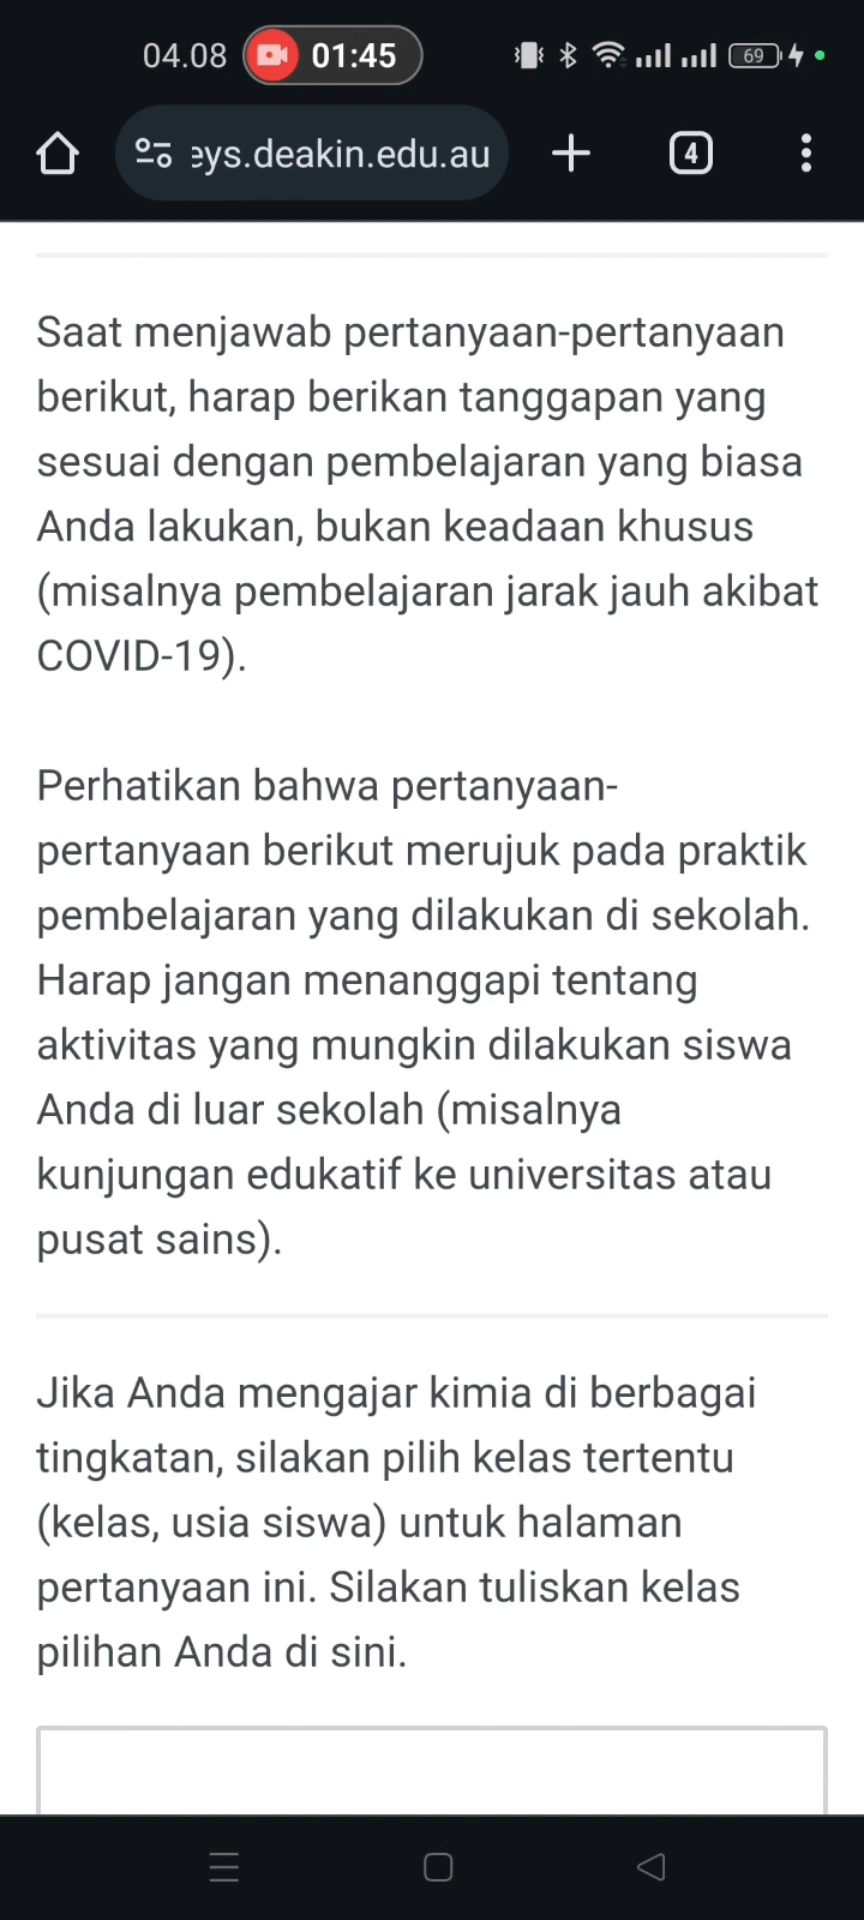 04.08 01:45 69
eys.deakin.edu.au 4
Saat menjawab pertanyaan-pertanyaan
berikut, harap berikan tanggapan yang
sesuai dengan pembelajaran yang biasa
Anda lakukan, bukan keadaan khusus
(misalnya pembelajaran jarak jauh akibat
COVID-19).
Perhatikan bahwa pertanyaan-
pertanyaan berikut merujuk pada praktik
pembelajaran yang dilakukan di sekolah.
Harap jangan menanggapi tentang
aktivitas yang mungkin dilakukan siswa
Anda di luar sekolah (misalnya
kunjungan edukatif ke universitas atau
pusat sains).
Jika Anda mengajar kimia di berbagai
tingkatan, silakan pilih kelas tertentu
(kelas, usia siswa) untuk halaman
pertanyaan ini. Silakan tuliskan kelas
pilihan Anda di sini.